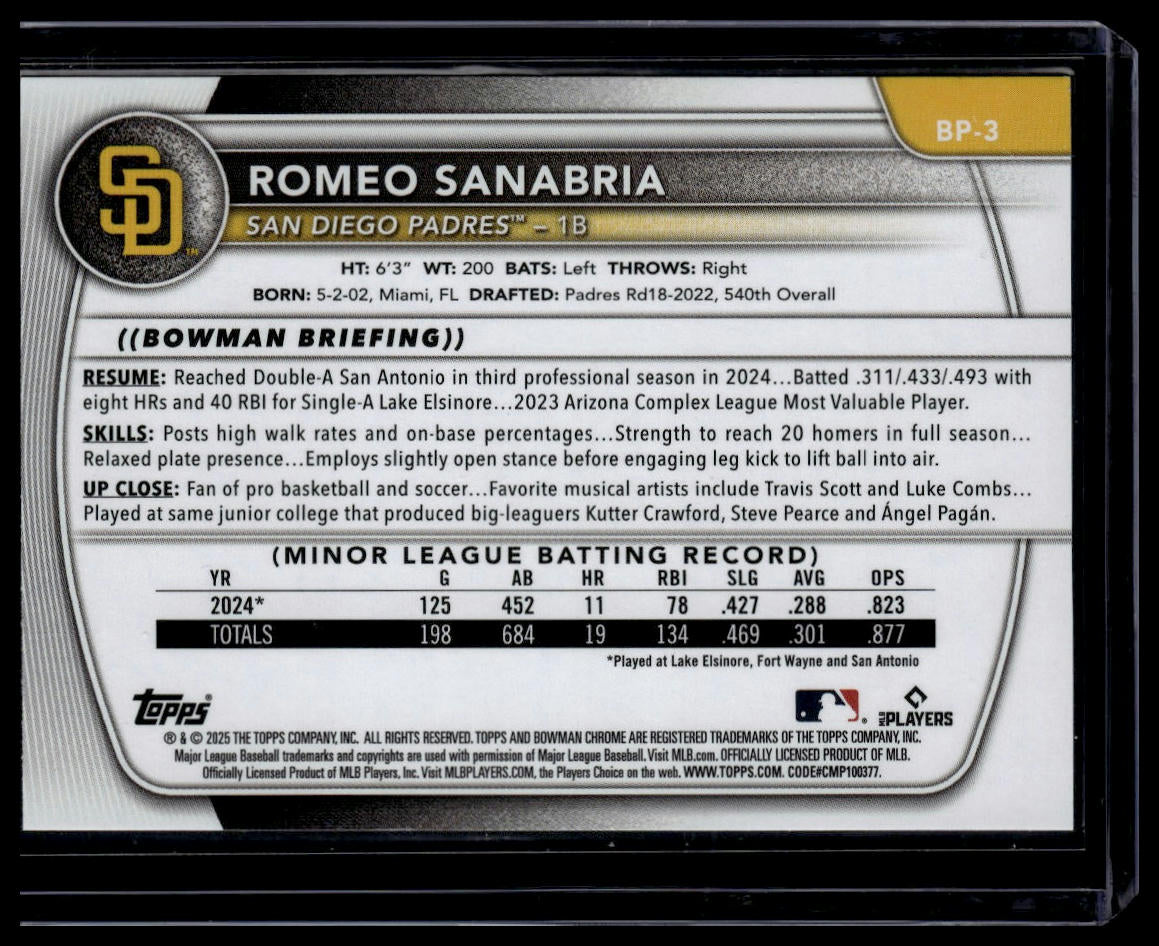 BP-3
SD
ROMEO SANABRIA
SAN DIEGO PADRES™ – 1B
HT: 6'3" WT: 200 BATS: Left THROWS: Right
BORN: 5-2-02, Miami, FL DRAFTED: Padres Rd18-2022, 540th Overall
((BOWMAN BRIEFING))
RESUME: Reached Double-A San Antonio in third professional season in 2024...Batted .311/.433/.493 with
eight HRs and 40 RBI for Single-A Lake Elsinore...2023 Arizona Complex League Most Valuable Player.
SKILLS: Posts high walk rates and on-base percentages...Strength to reach 20 homers in full season...
Relaxed plate presence...Employs slightly open stance before engaging leg kick to lift ball into air.
UP CLOSE: Fan of pro basketball and soccer...Favorite musical artists include Travis Scott and Luke Combs...
Played at same junior college that produced big-leaguers Kutter Crawford, Steve Pearce and Ángel Pagán.
(MINOR LEAGUE BATTING RECORD)
YR G AB HR RBI SLG AVG OPS
2024* 125 452 11 78 .427 .288 .823
TOTALS 198 684 19 134 .469 .301 .877
*Played at Lake Elsinore, Fort Wayne and San Antonio
Topps®
MLB PLAYERS
® & © 2025 THE TOPPS COMPANY, INC. ALL RIGHTS RESERVED. TOPPS AND BOWMAN CHROME ARE REGISTERED TRADEMARKS OF THE TOPPS COMPANY, INC.
Major League Baseball trademarks and copyrights are used with permission of Major League Baseball. Visit MLB.com. OFFICIALLY LICENSED PRODUCT OF MLB.
Officially Licensed Product of MLB Players, Inc. Visit MLBPLAYERS.COM, the Players Choice on the web. WWW.TOPPS.COM. CODE#CMP100377.